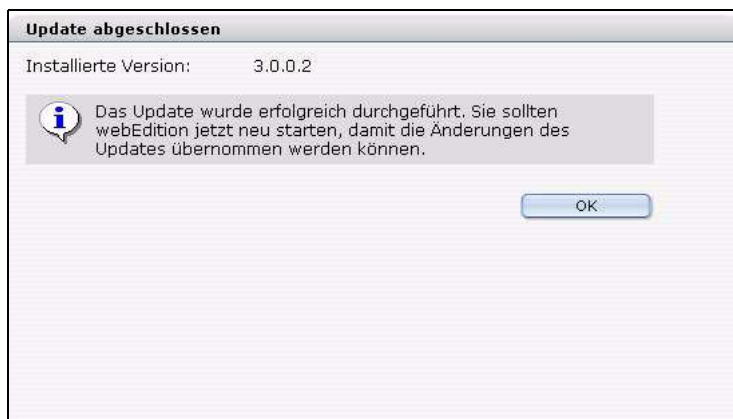 Update abgeschlossen
Installierte Version: 3.0.0.2
Das Update wurde erfolgreich durchgeführt. Sie sollten
webEdition jetzt neu starten, damit die Änderungen des
Updates übernommen werden können.
OK